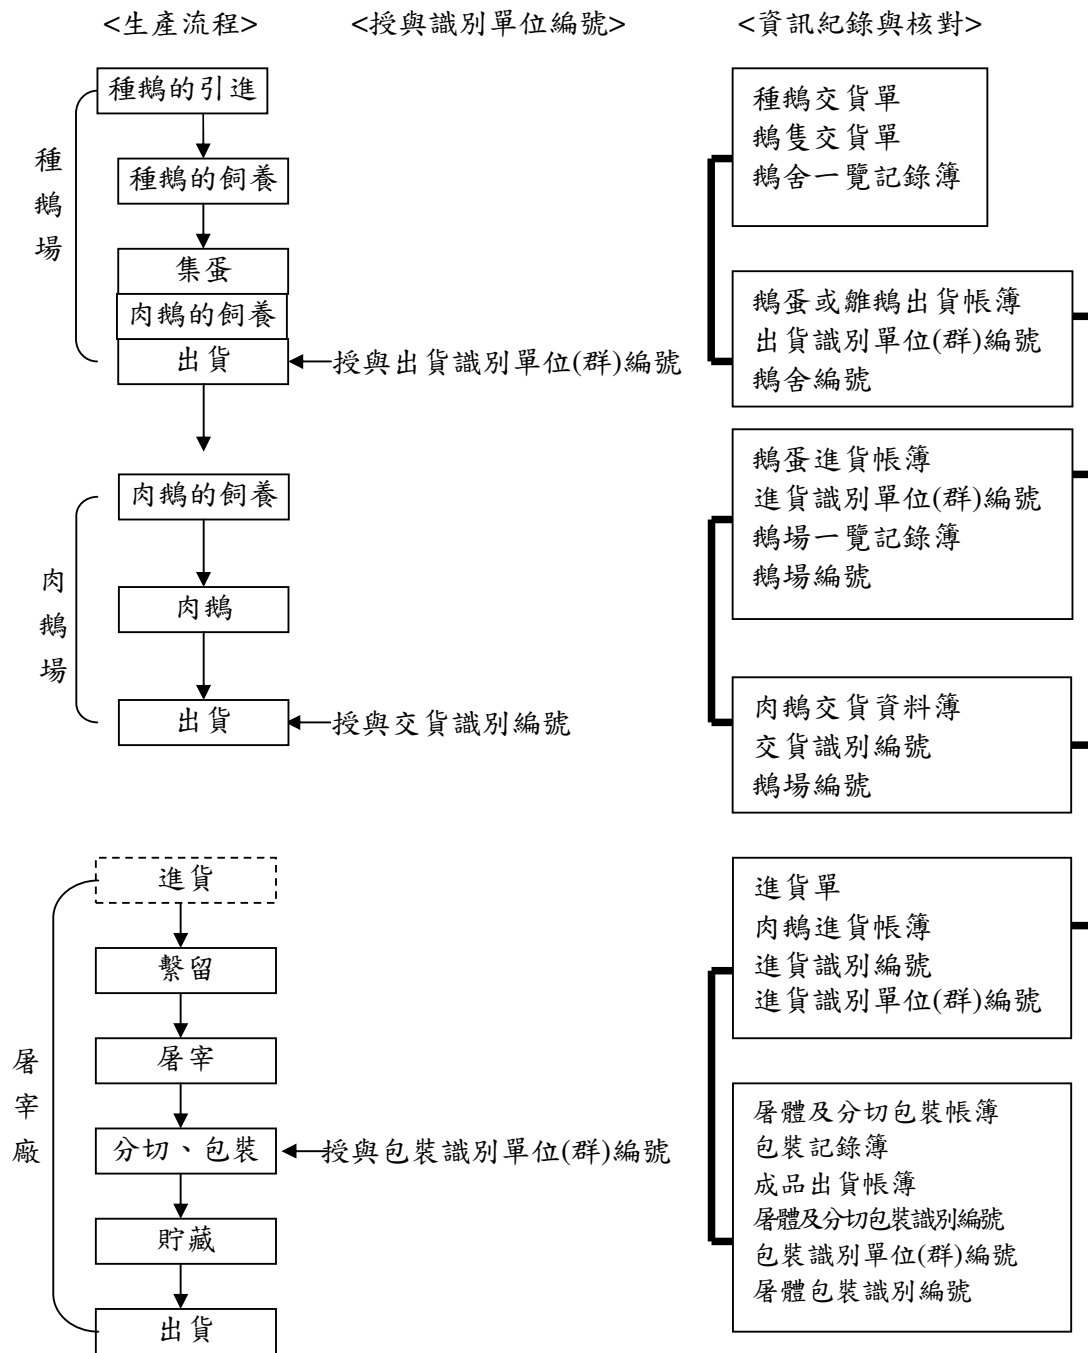 <生產流程>
<授與識別單位編號>
<資訊紀錄與核對>
種鵝場
種鵝的引進
種鵝的飼養
集蛋
肉鵝的飼養
出貨
授與出貨識別單位(群)編號
種鵝交貨單
鵝隻交貨單
鵝舍一覽記錄簿
鵝蛋或雛鵝出貨帳簿
出貨識別單位(群)編號
鵝舍編號
肉鵝場
肉鵝的飼養
肉鵝
出貨
授與交貨識別編號
鵝蛋進貨帳簿
進貨識別單位(群)編號
鵝場一覽記錄簿
鵝場編號
肉鵝交貨資料簿
交貨識別編號
鵝場編號
屠宰廠
進貨
繫留
屠宰
分切、包裝
貯藏
出貨
授與包裝識別單位(群)編號
進貨單
肉鵝進貨帳簿
進貨識別編號
進貨識別單位(群)編號
屠體及分切包裝帳簿
包裝記錄簿
成品出貨帳簿
屠體及分切包裝識別編號
包裝識別單位(群)編號
屠體包裝識別編號